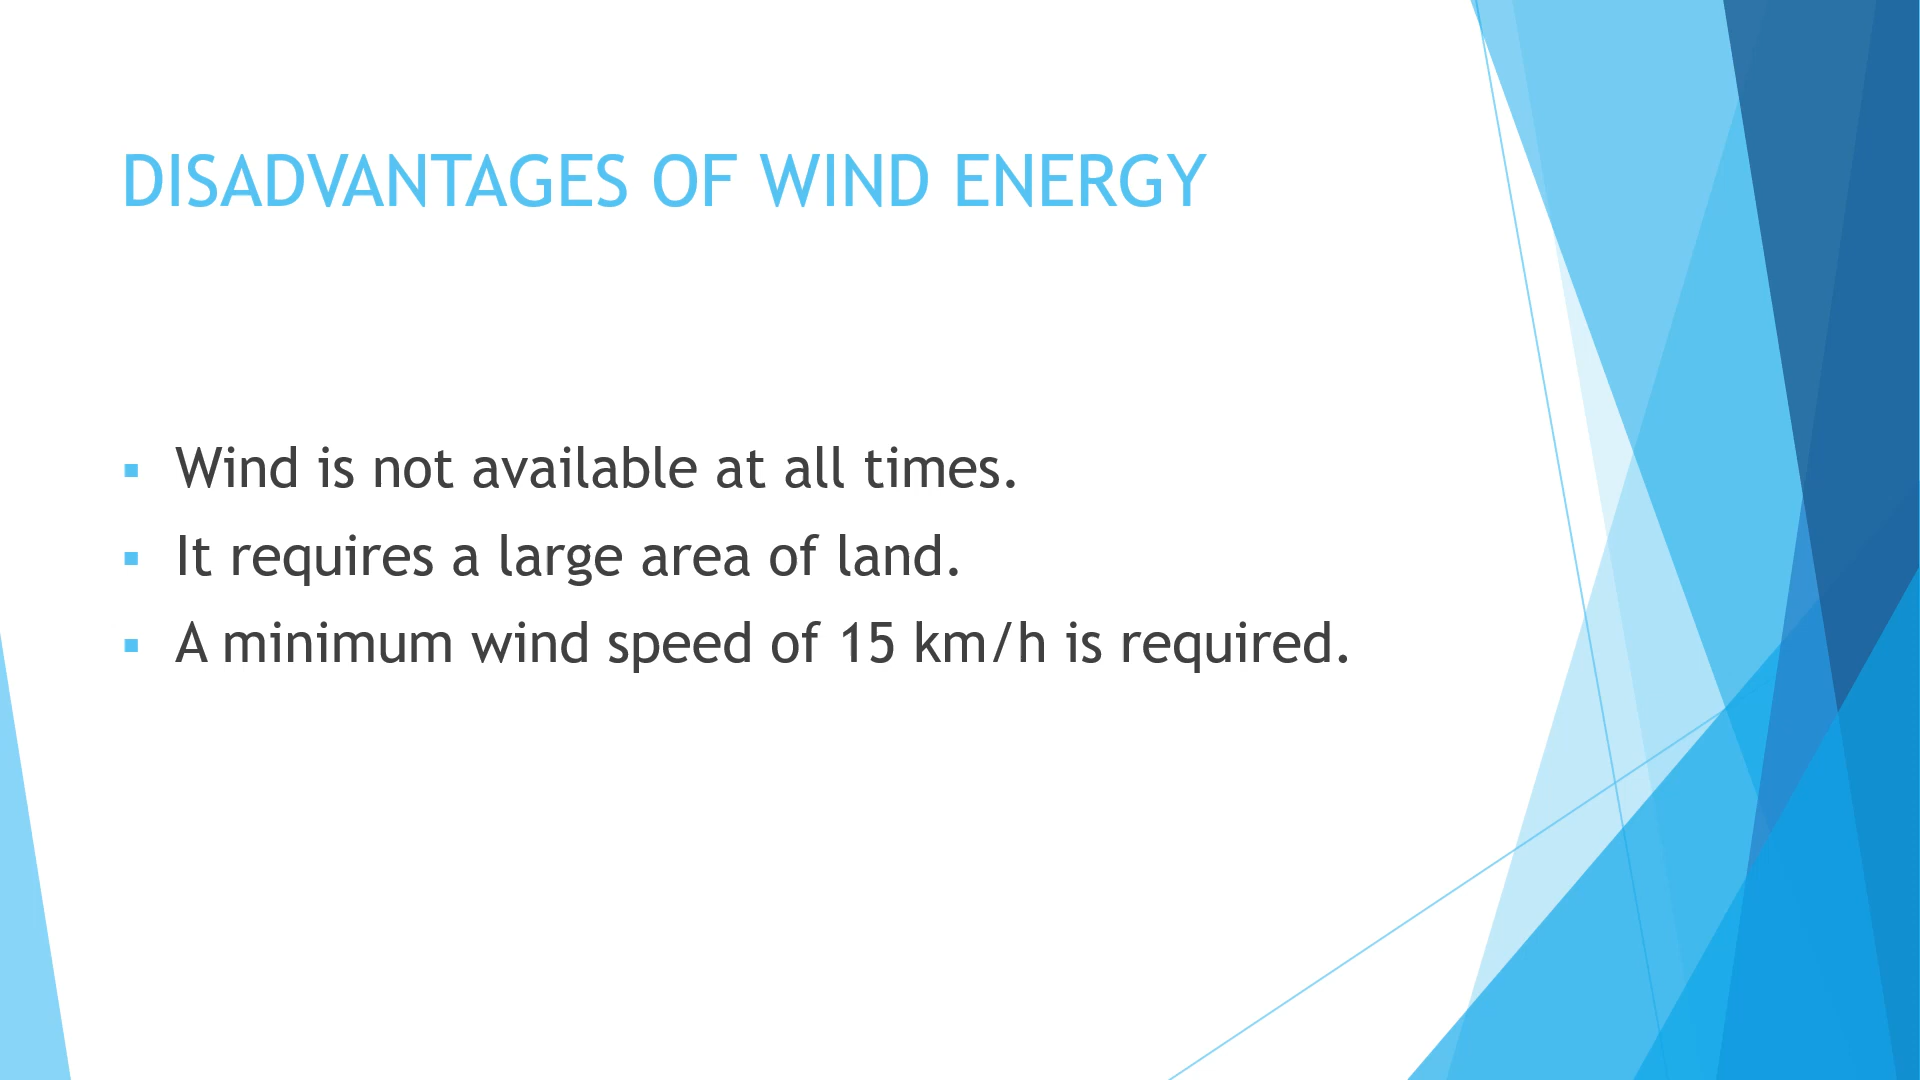 DISADVANTAGES OF WIND ENERGY
▪ Wind is not available at all times.
▪ It requires a large area of land.
▪ A minimum wind speed of 15 km/h is required.